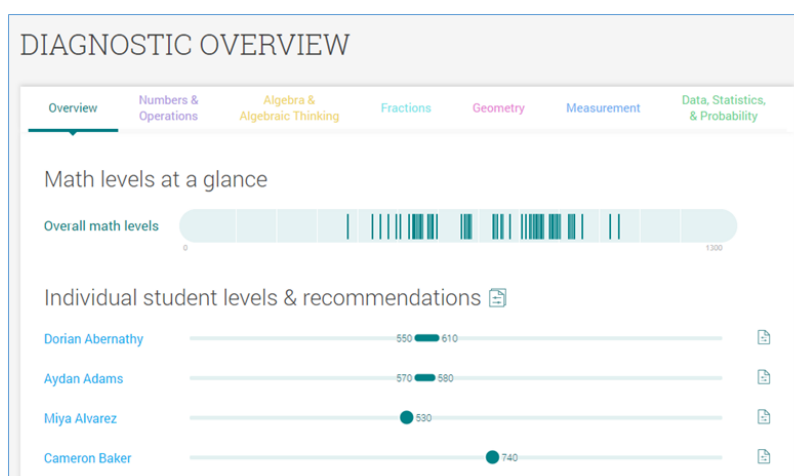 DIAGNOSTIC OVERVIEW
Overview
Numbers &
Operations
Algebra &
Algebraic Thinking
Fractions
Geometry
Measurement
Data, Statistics,
& Probability
Math levels at a glance
Overall math levels
0
1300
Individual student levels & recommendations
Dorian Abernathy 550 610
Aydan Adams 570 580
Miya Alvarez 530
Cameron Baker 740